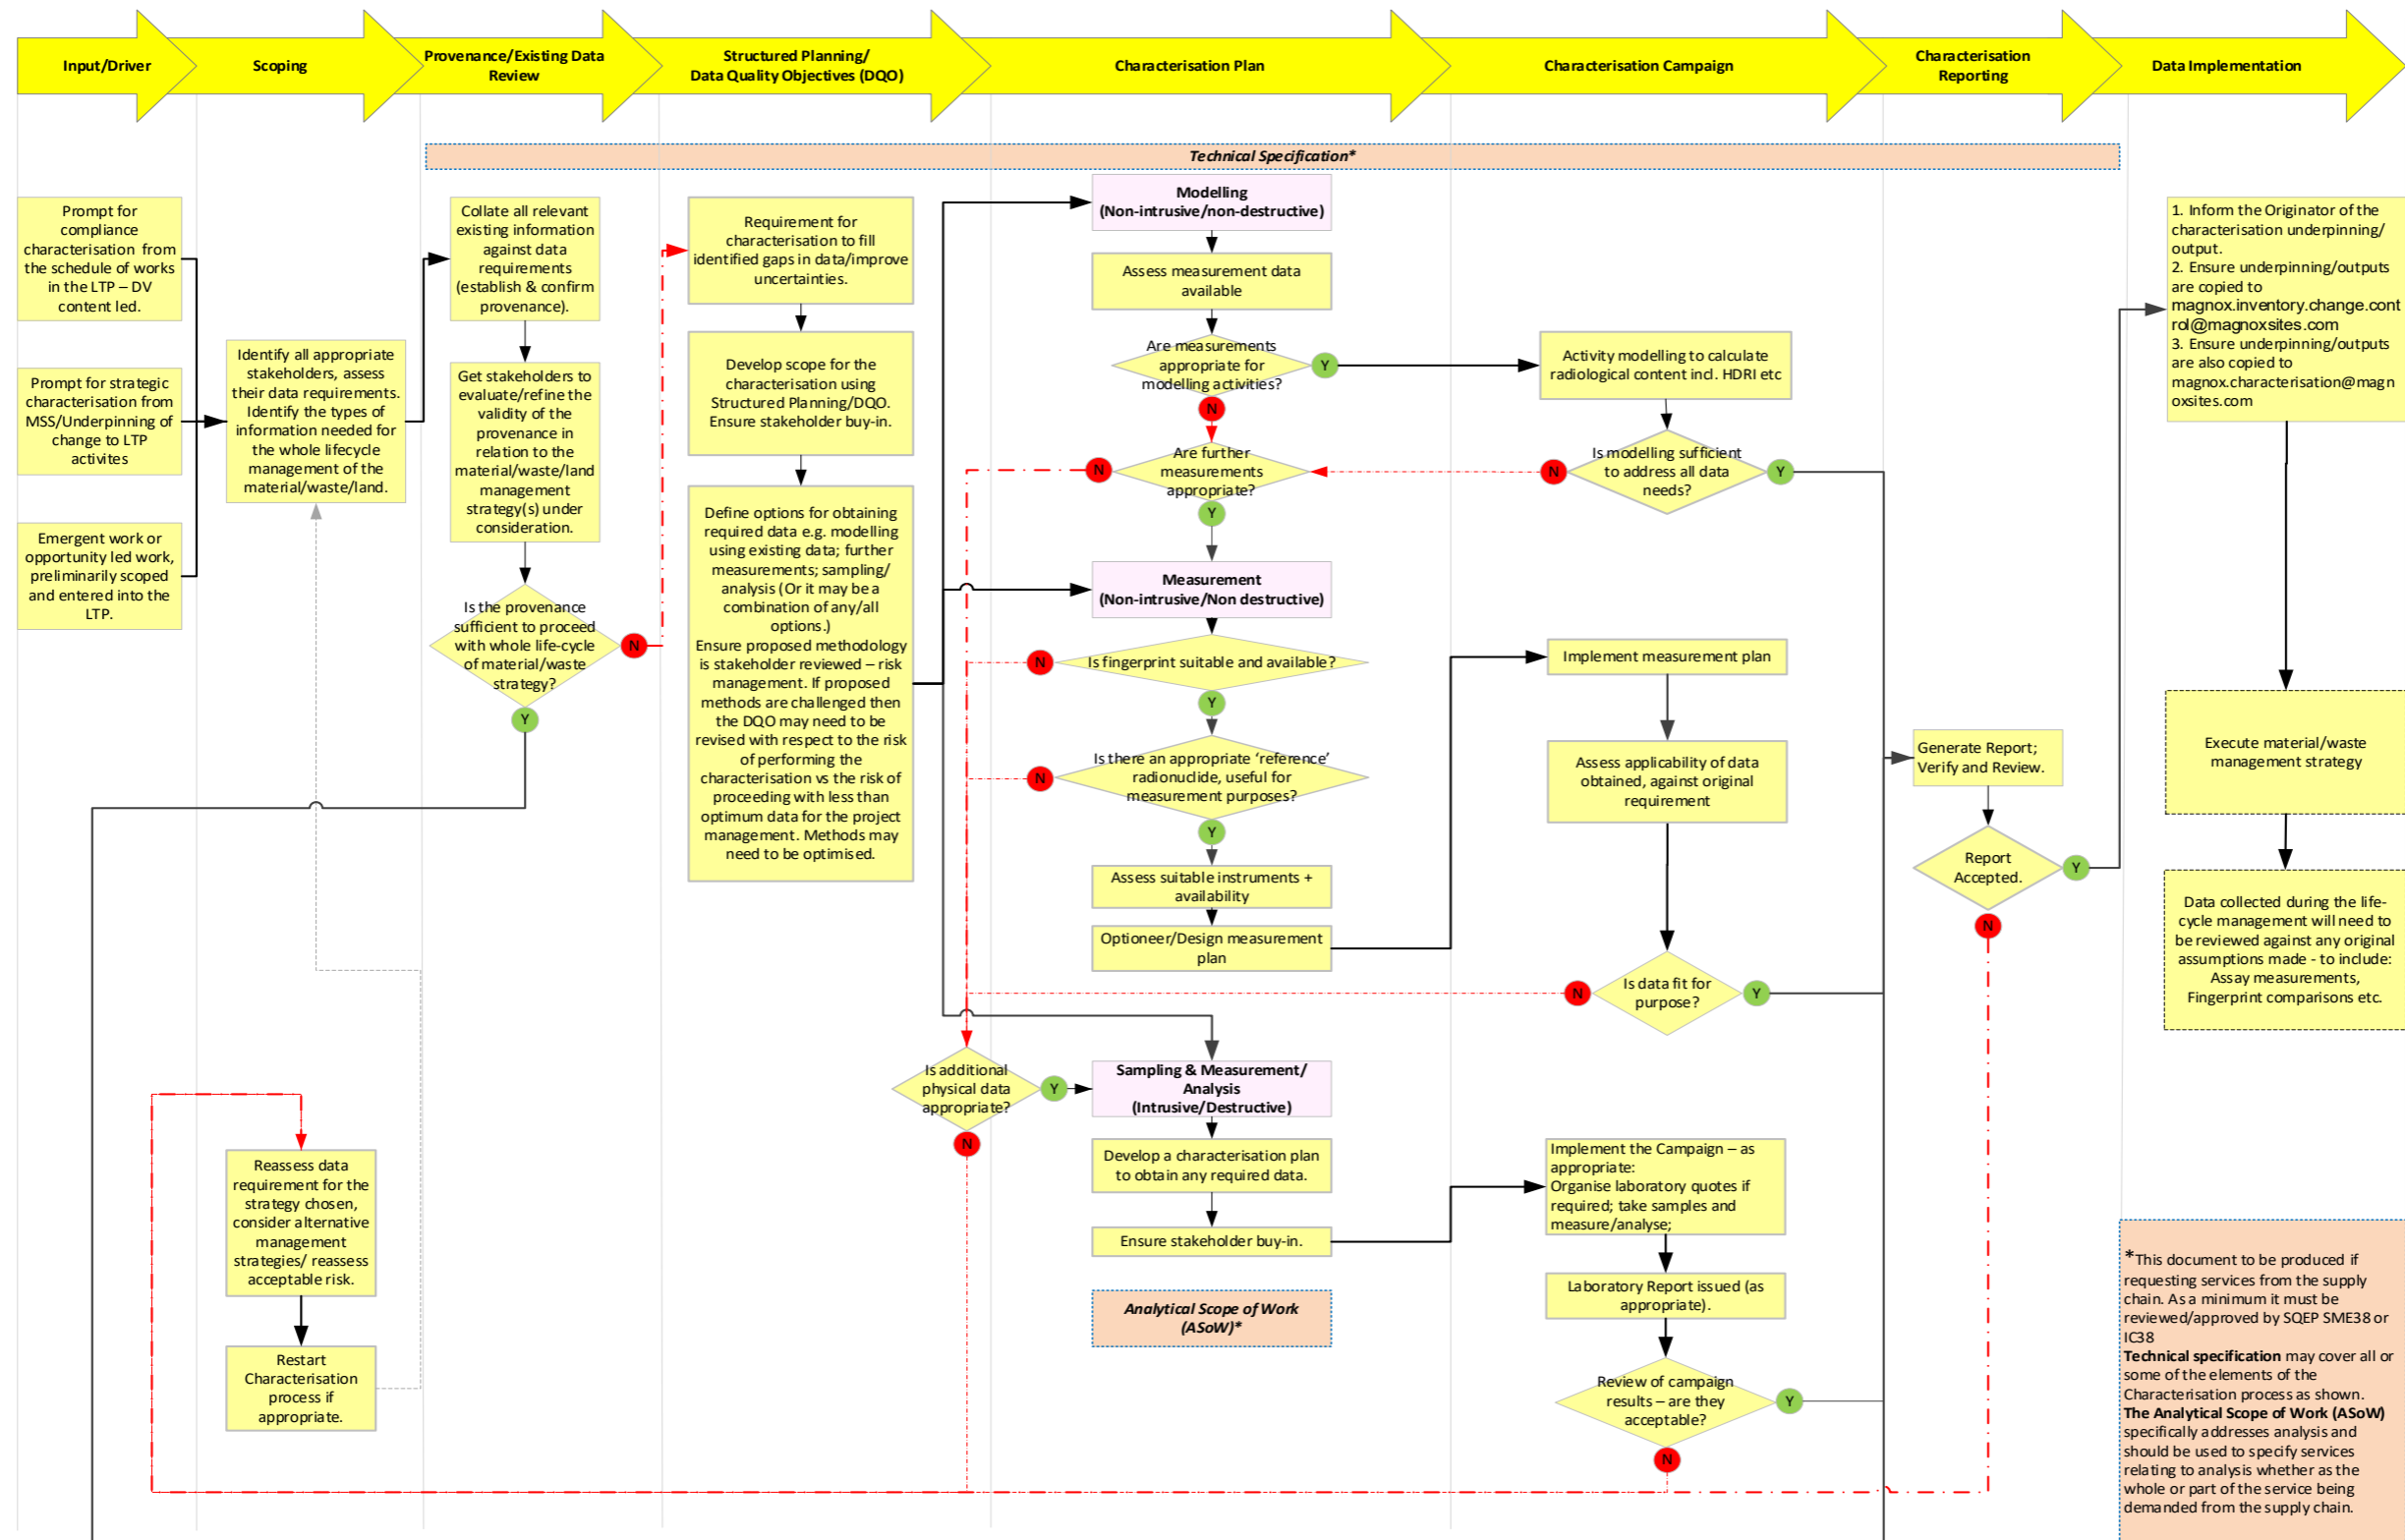 Input/Driver
Scoping
Provenance/Existing Data
Review
Structured Planning/
Data Quality Objectives (DQO)
Characterisation Plan
Characterisation Campaign
Characterisation
Reporting
Data Implementation
Technical Specification*
Prompt for
compliance
characterisation from
the schedule of works
in the LTP – DV
content led.
Prompt for strategic
characterisation from
MSS/Underpinning of
change to LTP
activites
Emergent work or
opportunity led work,
preliminarily scoped
and entered into the
LTP.
Identify all appropriate
stakeholders, assess
their data requirements.
Identify the types of
information needed for
the whole lifecycle
management of the
material/waste/land.
Reassess data
requirement for the
strategy chosen,
consider alternative
management
strategies/ reassess
acceptable risk.
Restart
Characterisation
process if
appropriate.
Collate all relevant
existing information
against data
requirements
(establish & confirm
provenance).
Get stakeholders to
evaluate/refine the
validity of the
provenance in
relation to the
material/waste/land
management
strategy(s) under
consideration.
Is the provenance
sufficient to proceed
with whole life-cycle
of material/waste
strategy?
N
Y
Requirement for
characterisation to fill
identified gaps in data/improve
uncertainties.
Develop scope for the
characterisation using
Structured Planning/DQO.
Ensure stakeholder buy-in.
Define options for obtaining
required data e.g. modelling
using existing data; further
measurements; sampling/
analysis (Or it may be a
combination of any/all
options.)
Ensure proposed methodology
is stakeholder reviewed – risk
management. If proposed
methods are challenged then
the DQO may need to be
revised with respect to the risk
of performing the
characterisation vs the risk of
proceeding with less than
optimum data for the project
management. Methods may
need to be optimised.
Is additional
physical data
appropriate?
Y
N
Modelling
(Non-intrusive/non-destructive)
Assess measurement data
available
Are measurements
appropriate for
modelling activities?
Y
N
Are further
measurements
appropriate?
N
Y
Measurement
(Non-intrusive/Non destructive)
Is fingerprint suitable and available?
N
Y
Is there an appropriate ‘reference’
radionuclide, useful for
measurement purposes?
N
Y
Assess suitable instruments +
availability
Optioneer/Design measurement
plan
Sampling & Measurement/
Analysis
(Intrusive/Destructive)
Develop a characterisation plan
to obtain any required data.
Ensure stakeholder buy-in.
Analytical Scope of Work
(ASoW)*
Activity modelling to calculate
radiological content incl. HDRI etc
Is modelling sufficient
to address all data
needs?
N
Y
Implement measurement plan
Assess applicability of data
obtained, against original
requirement
Is data fit for
purpose?
N
Y
Implement the Campaign – as
appropriate:
Organise laboratory quotes if
required; take samples and
measure/analyse;
Laboratory Report issued (as
appropriate).
Review of campaign
results – are they
acceptable?
Y
N
Generate Report;
Verify and Review.
Report
Accepted.
Y
N
1. Inform the Originator of the
characterisation underpinning/
output.
2. Ensure underpinning/outputs
are copied to
magnox.inventory.change.cont
rol@magnoxsites.com
3. Ensure underpinning/outputs
are also copied to
magnox.characterisation@magn
oxsites.com
Execute material/waste
management strategy
Data collected during the life-
cycle management will need to
be reviewed against any original
assumptions made - to include:
Assay measurements,
Fingerprint comparisons etc.
*This document to be produced if
requesting services from the supply
chain. As a minimum it must be
reviewed/approved by SQEP SME38 or
IC38
Technical specification may cover all or
some of the elements of the
Characterisation process as shown.
The Analytical Scope of Work (ASoW)
specifically addresses analysis and
should be used to specify services
relating to analysis whether as the
whole or part of the service being
demanded from the supply chain.